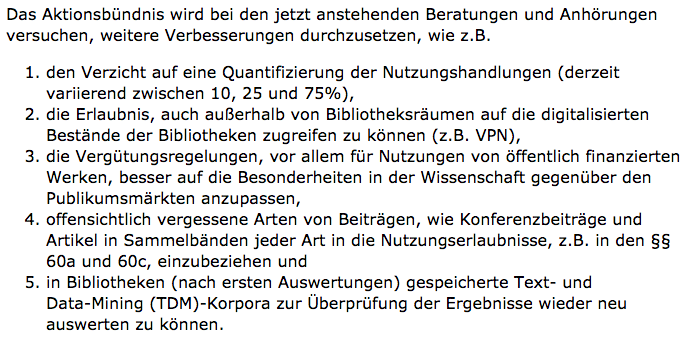 Das Aktionsbündnis wird bei den jetzt anstehenden Beratungen und Anhörungen
versuchen, weitere Verbesserungen durchzusetzen, wie z.B.
1. den Verzicht auf eine Quantifizierung der Nutzungshandlungen (derzeit
variierend zwischen 10, 25 und 75%),
2. die Erlaubnis, auch außerhalb von Bibliotheksräumen auf die digitalisierten
Bestände der Bibliotheken zugreifen zu können (z.B. VPN),
3. die Vergütungsregelungen, vor allem für Nutzungen von öffentlich finanzierten
Werken, besser auf die Besonderheiten in der Wissenschaft gegenüber den
Publikumsmärkten anzupassen,
4. offensichtlich vergessene Arten von Beiträgen, wie Konferenzbeiträge und
Artikel in Sammelbänden jeder Art in die Nutzungserlaubnisse, z.B. in den §§
60a und 60c, einzubeziehen und
5. in Bibliotheken (nach ersten Auswertungen) gespeicherte Text- und
Data-Mining (TDM)-Korpora zur Überprüfung der Ergebnisse wieder neu
auswerten zu können.